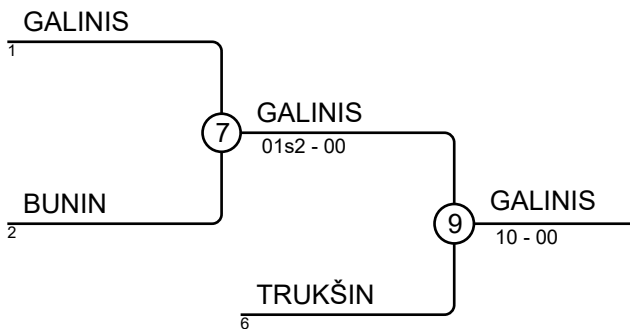 GALINIS
1
7
GALINIS
01s2 - 00
BUNIN
2
GALINIS
9
10 - 00
TRUKŠIN
6